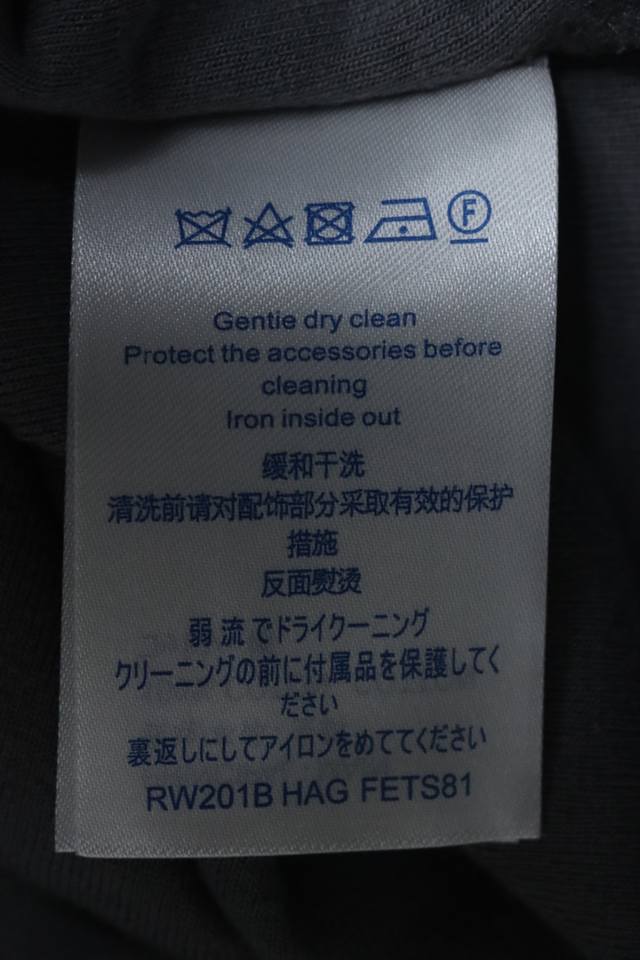 F
Gentie dry clean
Protect the accessories before
cleaning
Iron inside out
缓和干洗
清洗前请对配饰部分采取有效的保护
措施
反面熨烫
弱 流 でドライクーニング
クリーニングの前に付属品を保護してく
ださい
裏返しにしてアイロンをめててください
RW201B HAG FETS81